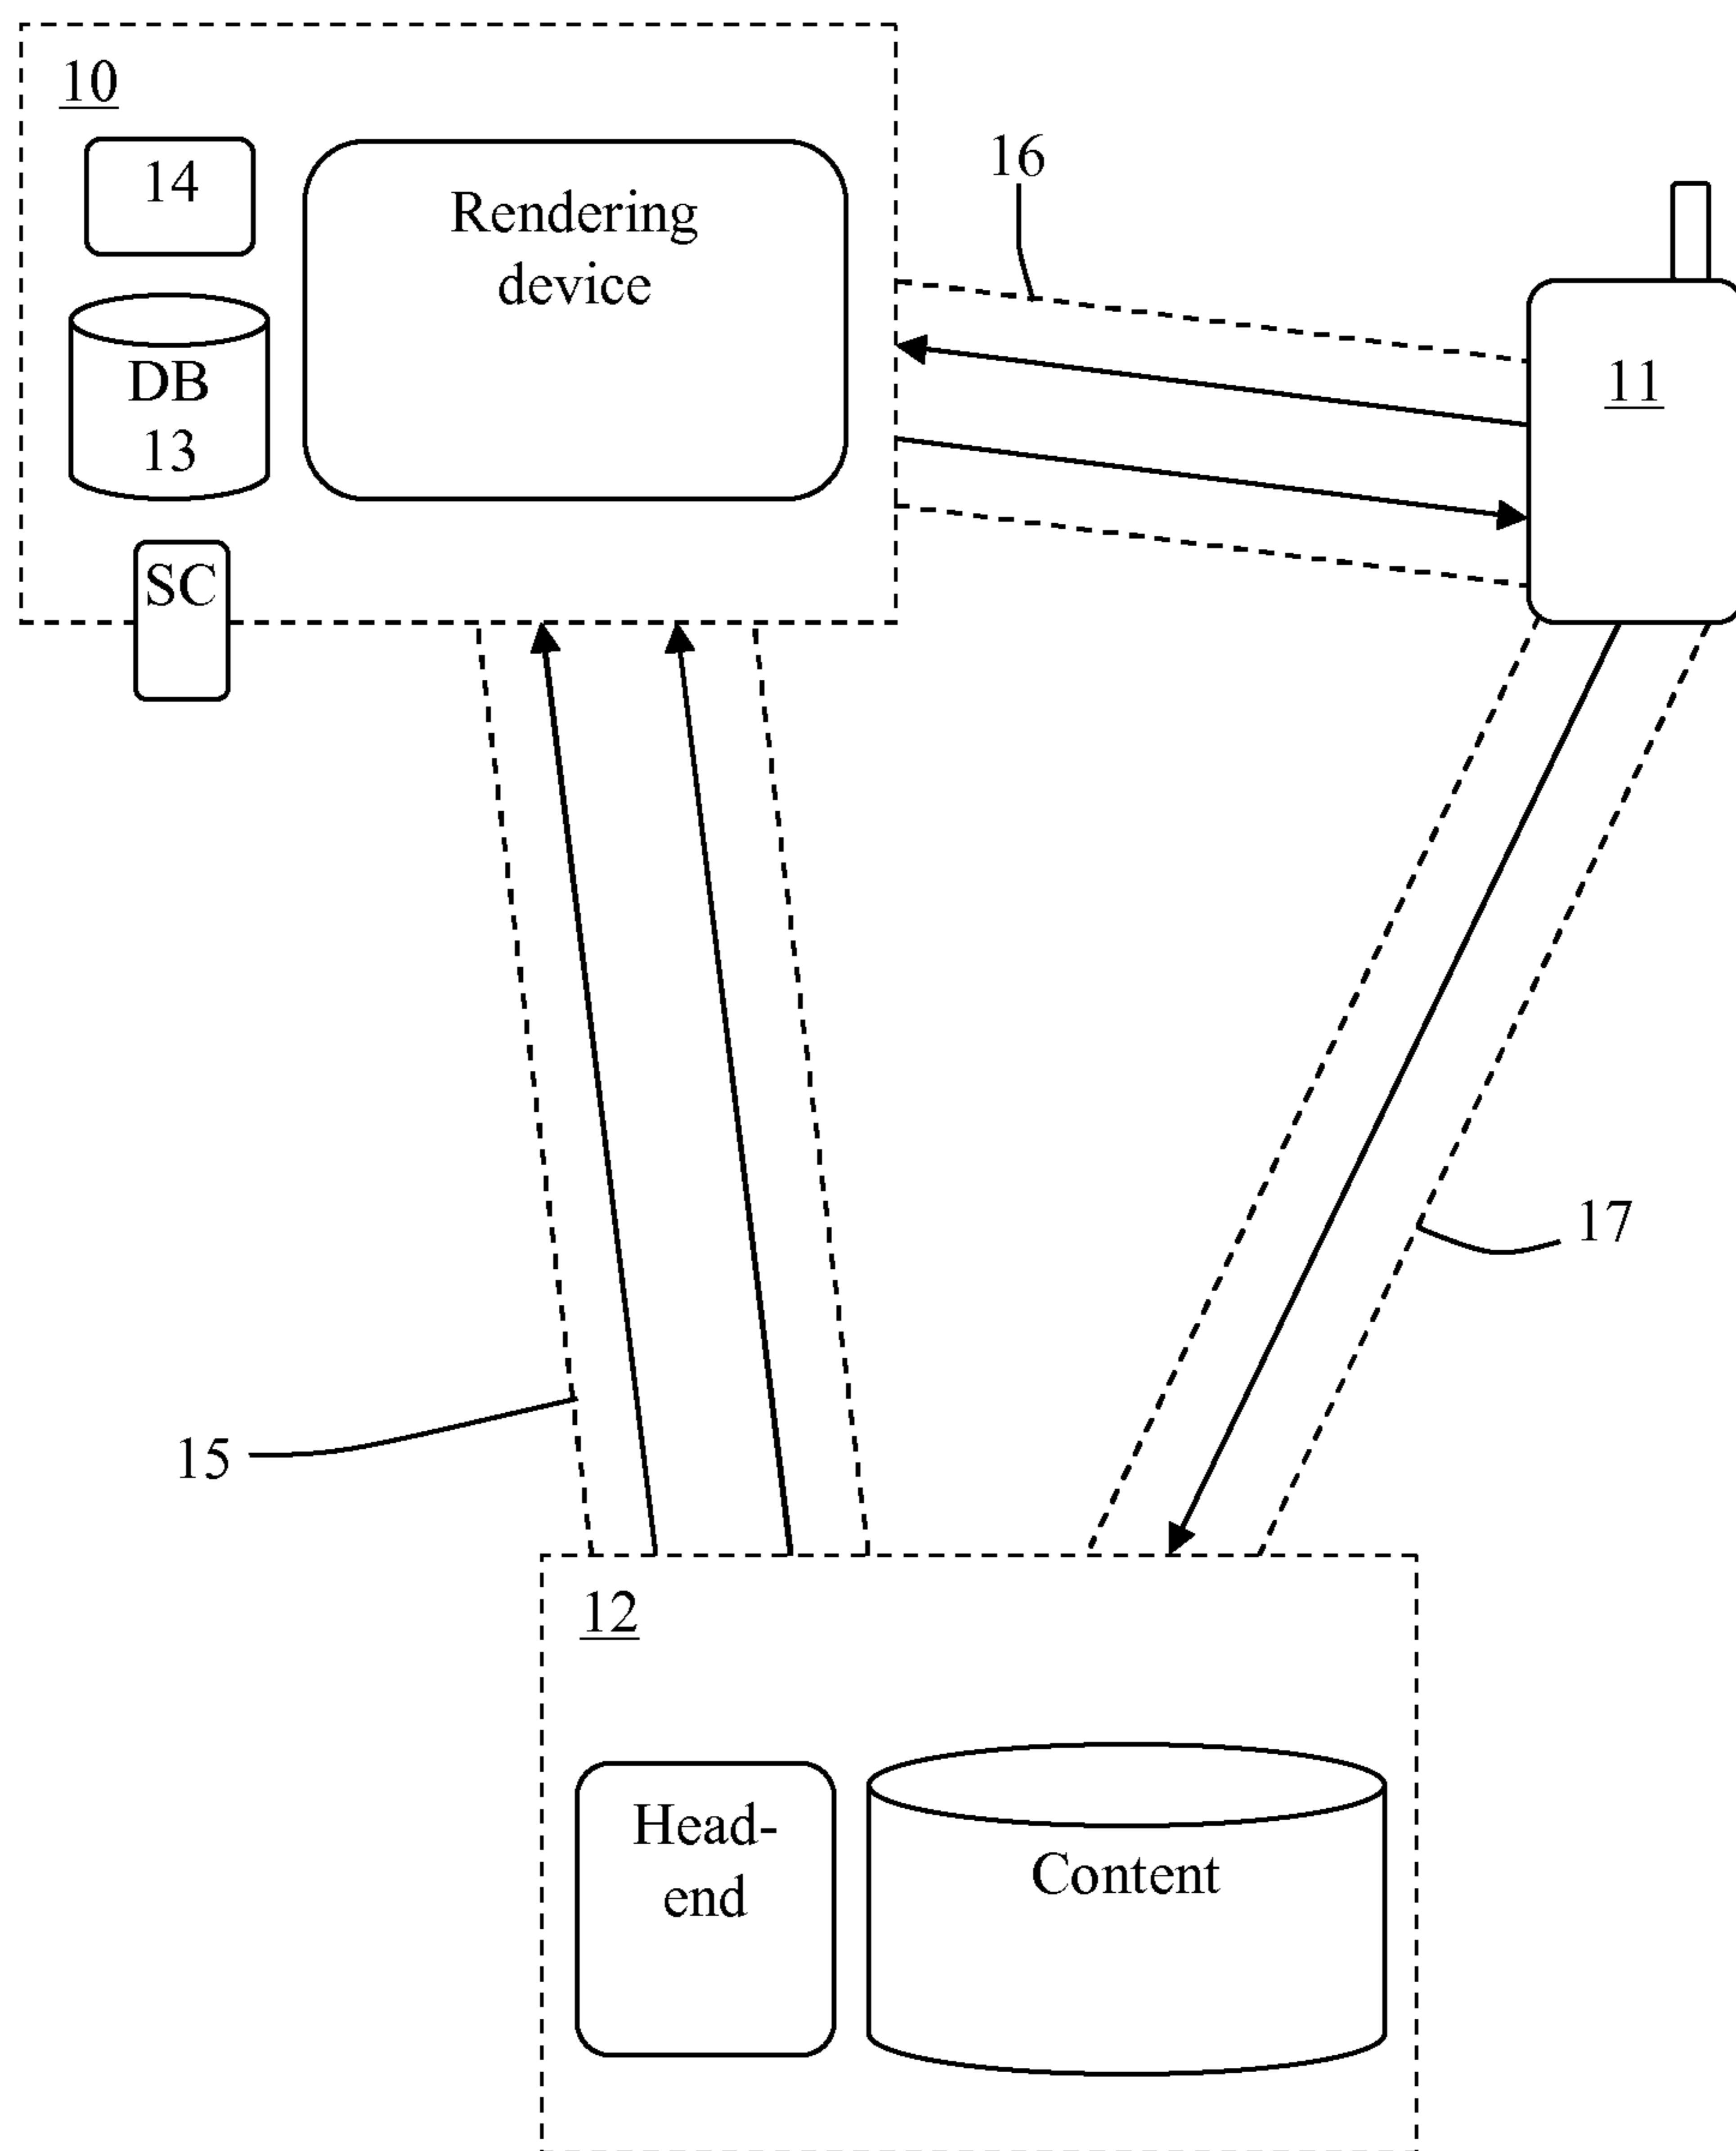 10
14
Rendering
device
16
DB
13
11
SC
17
15
12
Head-
end
Content